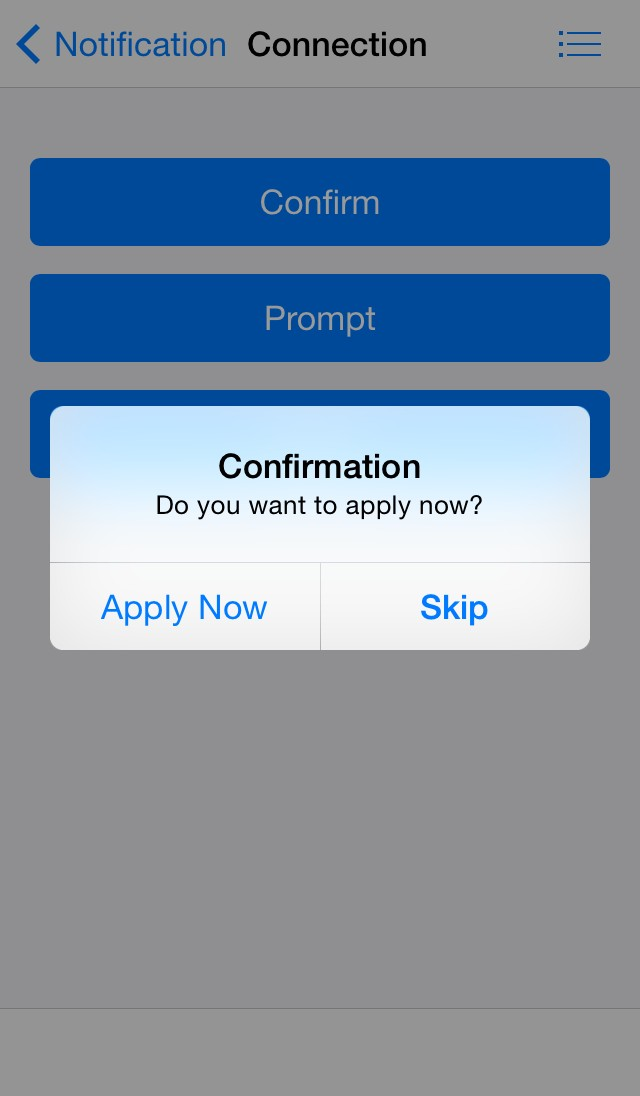 Notification Connection
Confirm
Prompt
Confirmation
Do you want to apply now?
Apply Now Skip